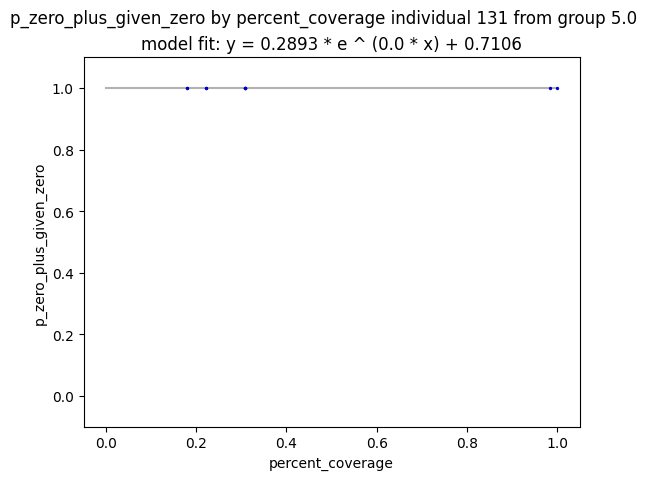 p_zero_plus_given_zero by percent_coverage individual 131 from group 5.0
model fit: y = 0.2893 * e ^ (0.0 * x) + 0.7106
1.0
0.8
0.6
0.4
0.2
0.0
p_zero_plus_given_zero
0.0 0.2 0.4 0.6 0.8 1.0
percent_coverage